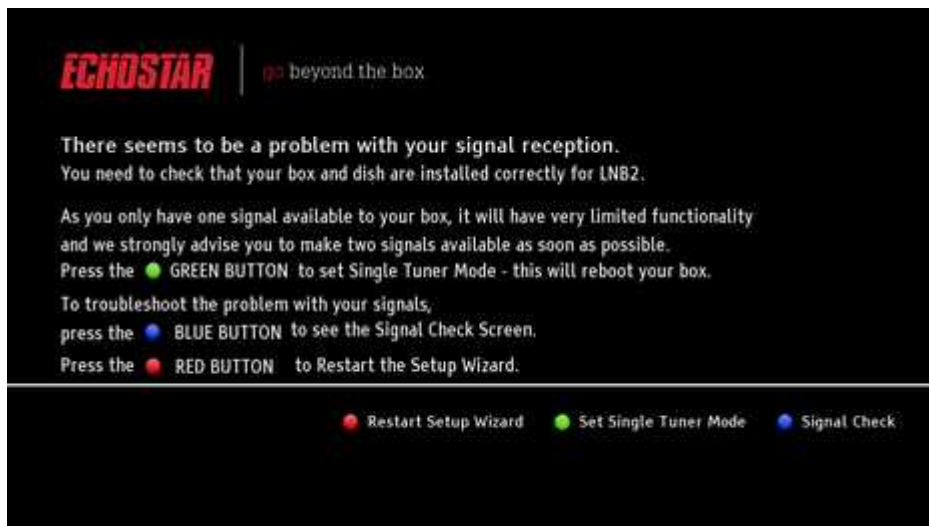 ECHOSTAR
go beyond the box
There seems to be a problem with your signal reception.
You need to check that your box and dish are installed correctly for LNB2.
As you only have one signal available to your box, it will have very limited functionality
and we strongly advise you to make two signals available as soon as possible.
Press the GREEN BUTTON to set Single Tuner Mode - this will reboot your box.
To troubleshoot the problem with your signals,
press the BLUE BUTTON to see the Signal Check Screen.
Press the RED BUTTON to Restart the Setup Wizard.
Restart Setup Wizard Set Single Tuner Mode Signal Check